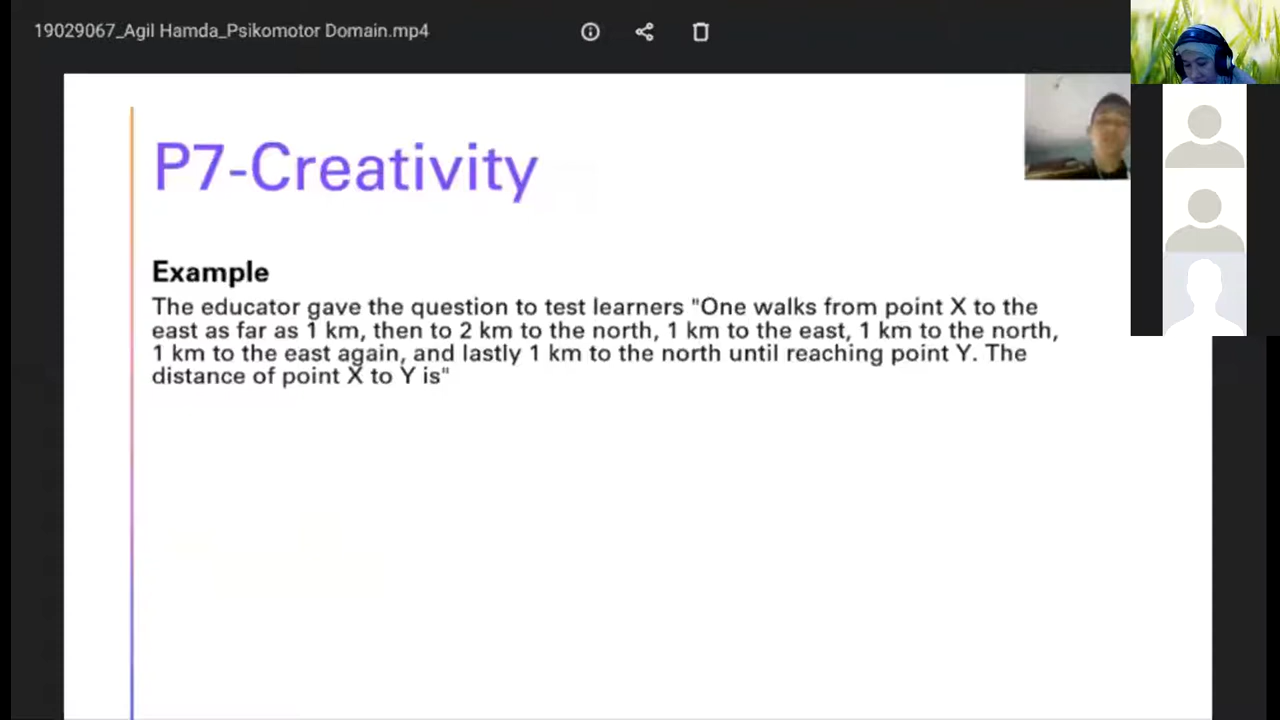 19029067_Agil Hamda_Psikomotor Domain.mp4
P7-Creativity
Example
The educator gave the question to test learners "One walks from point X to the
east as far as 1 km, then to 2 km to the north, 1 km to the east, 1 km to the north,
1 km to the east again, and lastly 1 km to the north until reaching point Y. The
distance of point X to Y is"